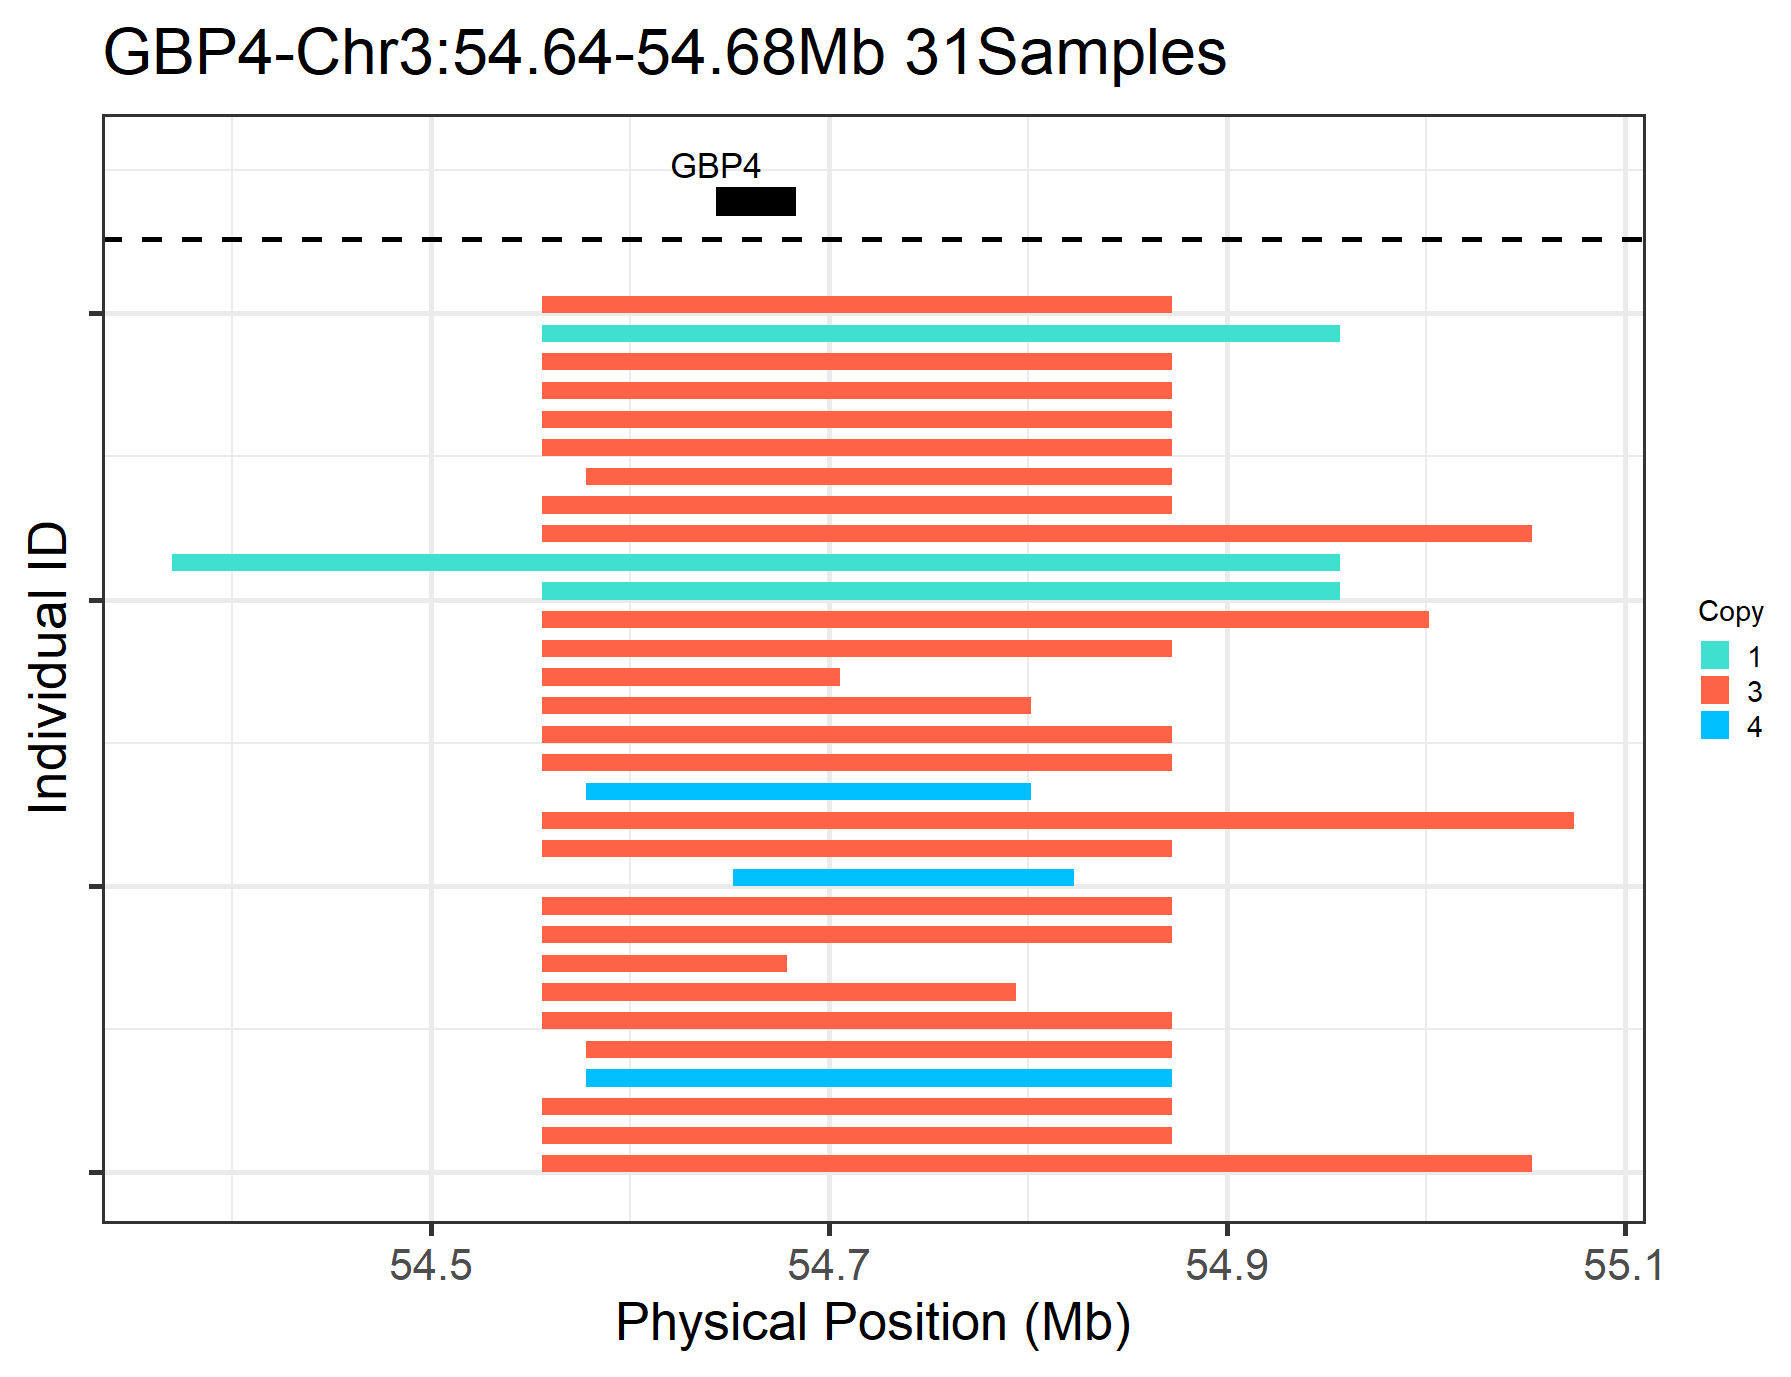 GBP4-Chr3:54.64-54.68Mb 31Samples
GBP4
Individual ID
Copy
1
3
4
54.5 54.7 54.9 55.1
Physical Position (Mb)